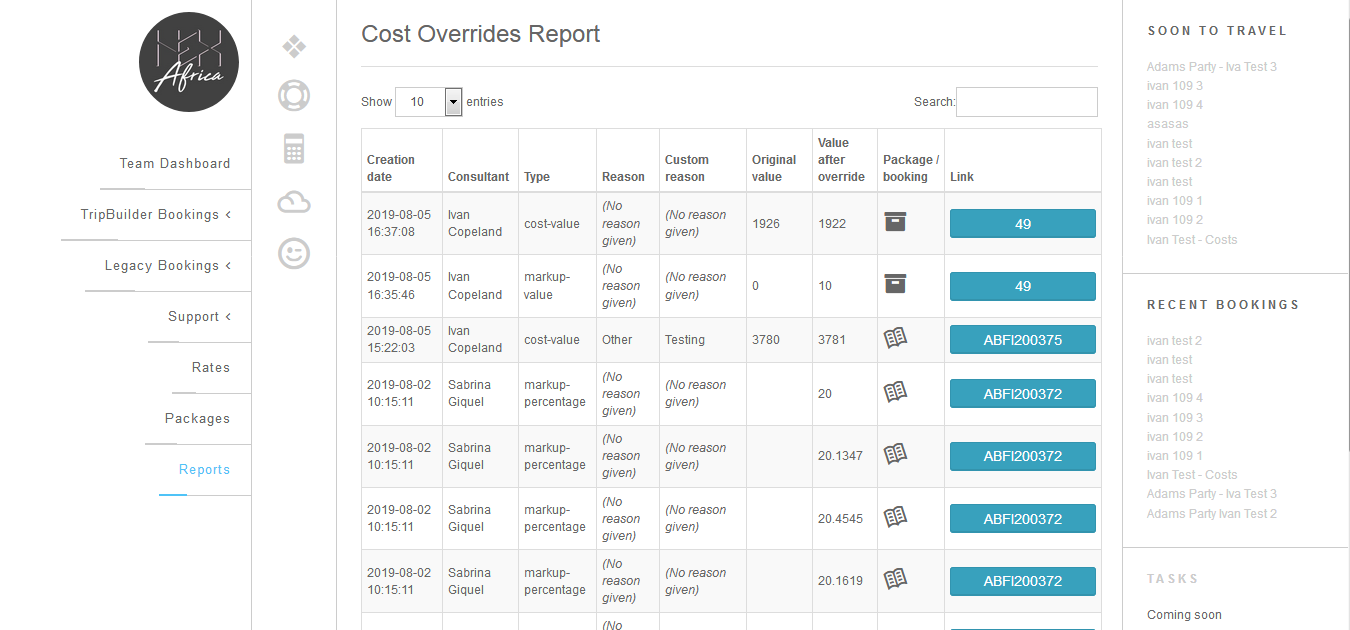 HEX
Africa
Team Dashboard
TripBuilder Bookings <
Legacy Bookings <
Support <
Rates
Packages
Reports
Cost Overrides Report
Show 10 entries
Search:
Creation date	Consultant	Type	Reason	Custom reason	Original value	Value after override	Package / booking	Link
2019-08-05 16:37:08	Ivan Copeland	cost-value	(No reason given)	(No reason given)	1926	1922	49
2019-08-05 16:35:46	Ivan Copeland	markup-value	(No reason given)	(No reason given)	0	10	49
2019-08-05 15:22:03	Ivan Copeland	cost-value	Other	Testing	3780	3781	ABFI200375
2019-08-02 10:15:11	Sabrina Giquel	markup-percentage	(No reason given)	(No reason given)	20	ABFI200372
2019-08-02 10:15:11	Sabrina Giquel	markup-percentage	(No reason given)	(No reason given)	20.1347	ABFI200372
2019-08-02 10:15:11	Sabrina Giquel	markup-percentage	(No reason given)	(No reason given)	20.4545	ABFI200372
2019-08-02 10:15:11	Sabrina Giquel	markup-percentage	(No reason given)	(No reason given)	20.1619	ABFI200372
(No
SOON TO TRAVEL
Adams Party - Iva Test 3
ivan 109 3
ivan 109 4
asasas
ivan test
ivan test 2
ivan test
ivan 109 1
ivan 109 2
Ivan Test - Costs
RECENT BOOKINGS
ivan test 2
ivan test
ivan test
ivan 109 4
ivan 109 3
ivan 109 2
ivan 109 1
Ivan Test - Costs
Adams Party - Iva Test 3
Adams Party Ivan Test 2
TASKS
Coming soon